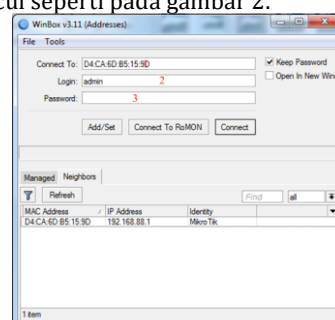 cul seperti pada gambar 2.
WinBox v3.11 (Addresses)
File Tools
Connect To: D4:CA:6D:B5:15:9D
Keep Password
Login: admin 2
Open In New Win
Password: 3
Add/Set Connect To RoMON Connect
Managed Neighbors
Refresh Find all
MAC Address / IP Address Identity
D4:CA:6D:B5:15:9D 192.168.88.1 MikroTik
1 item